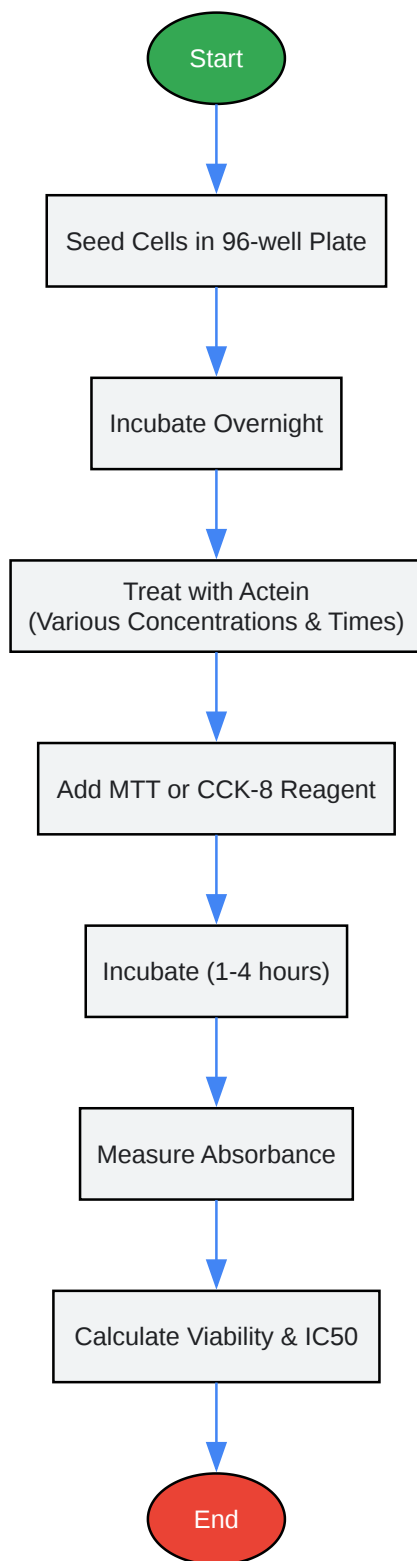 Start
Seed Cells in 96-well Plate
Incubate Overnight
Treat with Actein
(Various Concentrations & Times)
Add MTT or CCK-8 Reagent
Incubate (1-4 hours)
Measure Absorbance
Calculate Viability & IC50
End